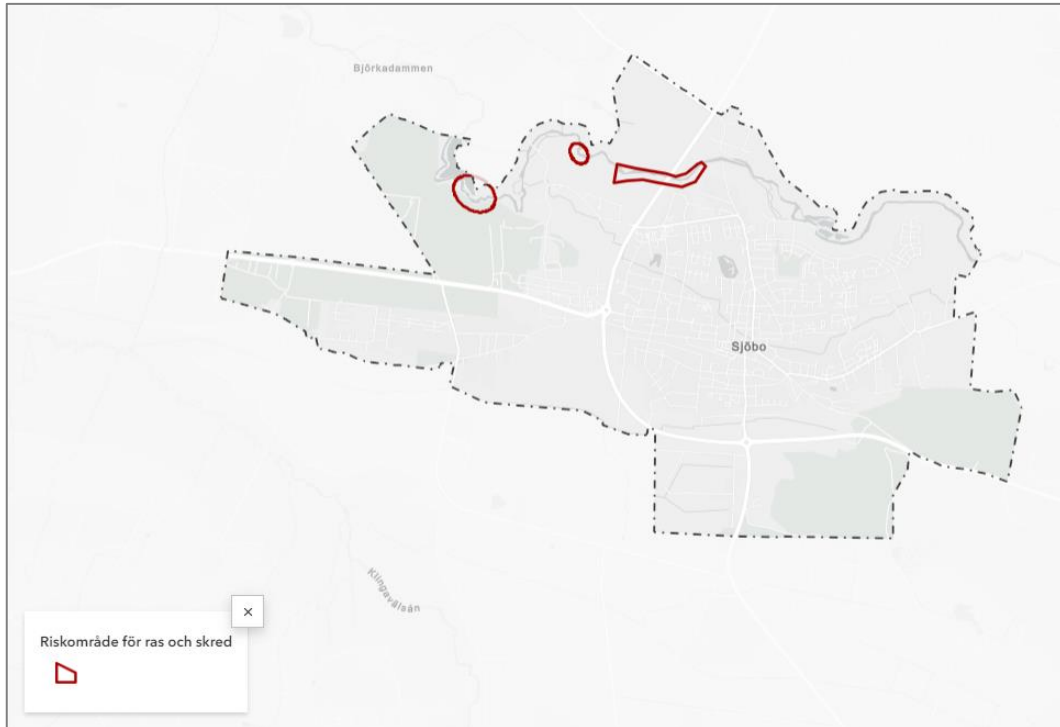 Björkadammen
Sjöbo
Klingavälsån
×
Riskområde för ras och skred